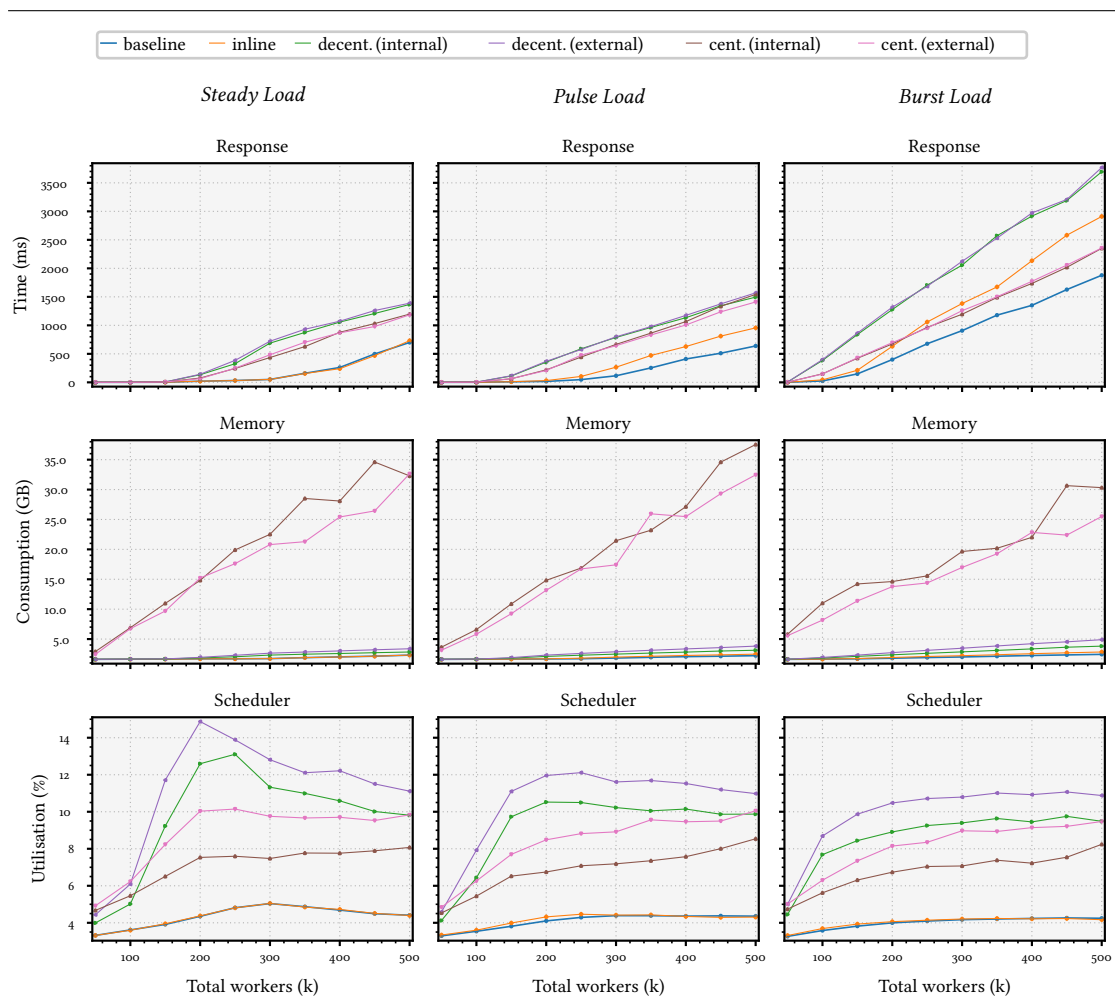 baseline inline decent. (internal) decent. (external) cent. (internal) cent. (external)
Steady Load Pulse Load Burst Load
Response Response Response
Time (ms)
3500
3000
2500
2000
1500
1000
500
0
Memory Memory Memory
Consumption (GB)
35.0
30.0
25.0
20.0
15.0
10.0
5.0
Scheduler Scheduler Scheduler
Utilisation (%)
14
12
10
8
6
4
100 200 300 400 500 100 200 300 400 500 100 200 300 400 500
Total workers (k) Total workers (k) Total workers (k)